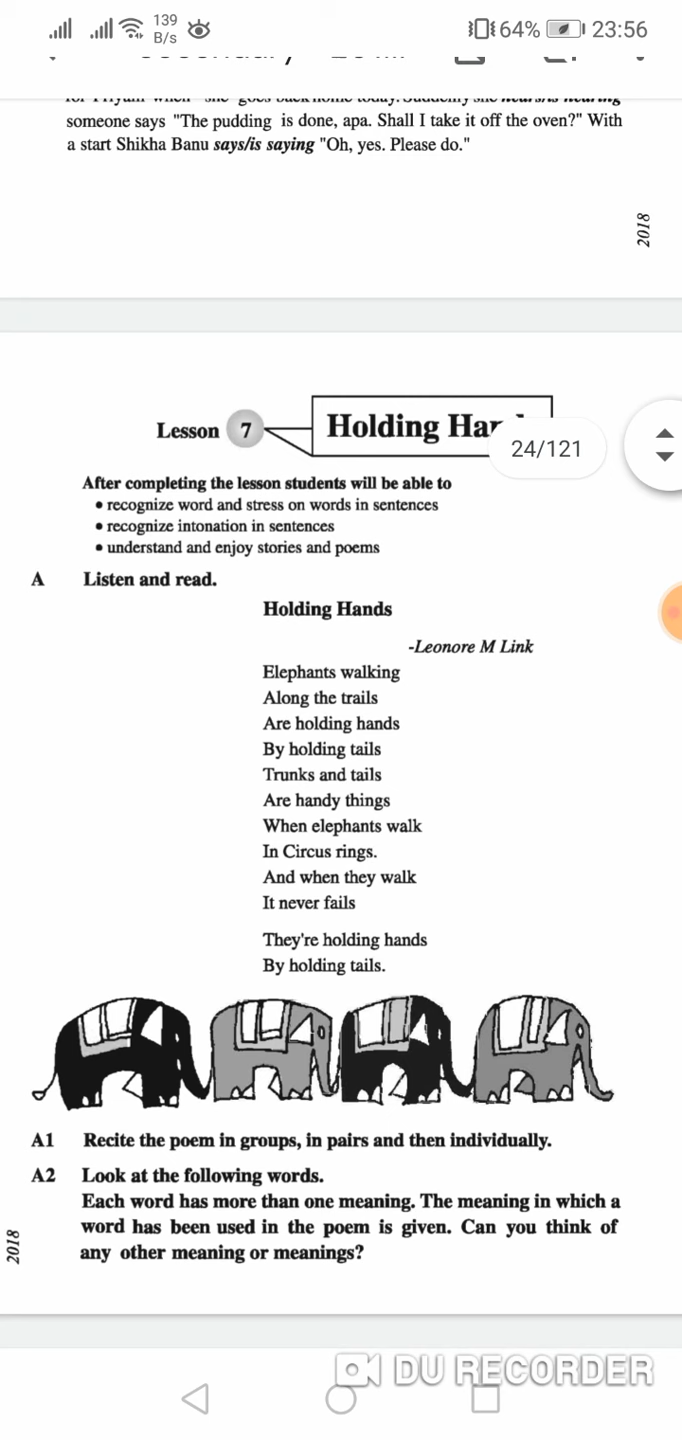 139
B/s
64%
23:56
someone says "The pudding is done, apa. Shall I take it off the oven?" With
a start Shikha Banu says/is saying "Oh, yes. Please do."
2018
Lesson 7
Holding
24/121
After completing the lesson students will be able to
• recognize word and stress on words in sentences
• recognize intonation in sentences
• understand and enjoy stories and poems
A Listen and read.
Holding Hands
-Leonore M Link
Elephants walking
Along the trails
Are holding hands
By holding tails
Trunks and tails
Are handy things
When elephants walk
In Circus rings.
And when they walk
It never fails
They're holding hands
By holding tails.
A1 Recite the poem in groups, in pairs and then individually.
A2 Look at the following words.
Each word has more than one meaning. The meaning in which a
word has been used in the poem is given. Can you think of
any other meaning or meanings?
2018
DU RECORDER